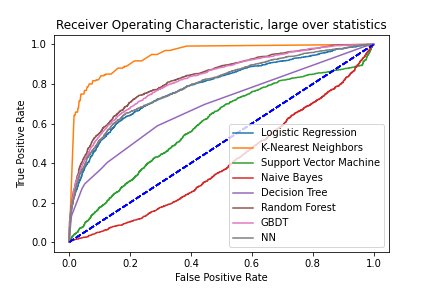 Receiver Operating Characteristic, large over statistics
1.0
0.8
0.6
0.4
0.2
0.0
True Positive Rate
Logistic Regression
K-Nearest Neighbors
Support Vector Machine
Naive Bayes
Decision Tree
Random Forest
GBDT
NN
0.0 0.2 0.4 0.6 0.8 1.0
False Positive Rate